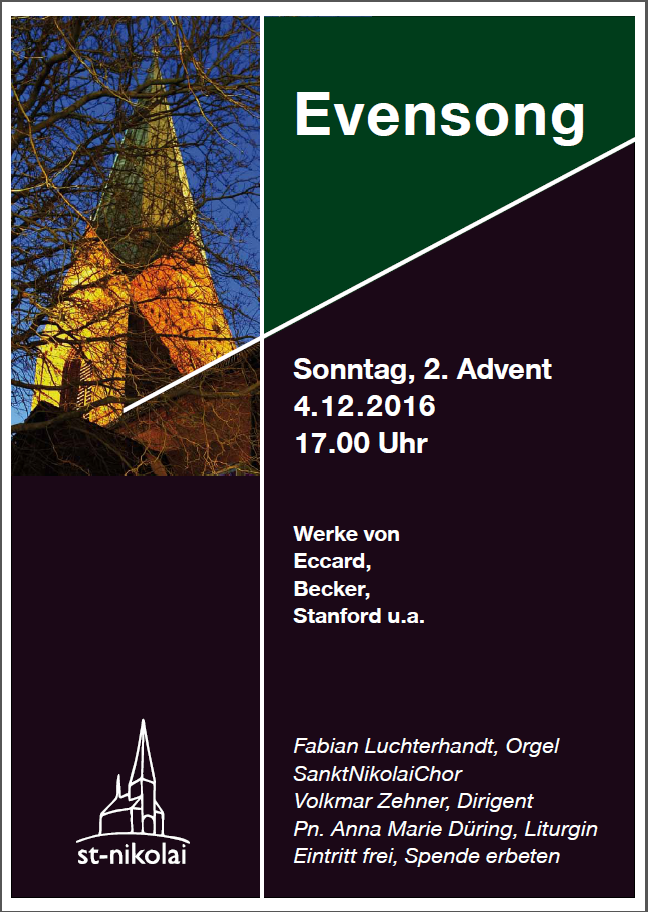 Evensong
Sonntag, 2. Advent
4.12.2016
17.00 Uhr
Werke von
Eccard,
Becker,
Stanford u.a.
Fabian Luchterhandt, Orgel
SanktNikolaiChor
Volkmar Zehner, Dirigent
Pn. Anna Marie Düring, Liturgin
Eintritt frei, Spende erbeten
st-nikolai